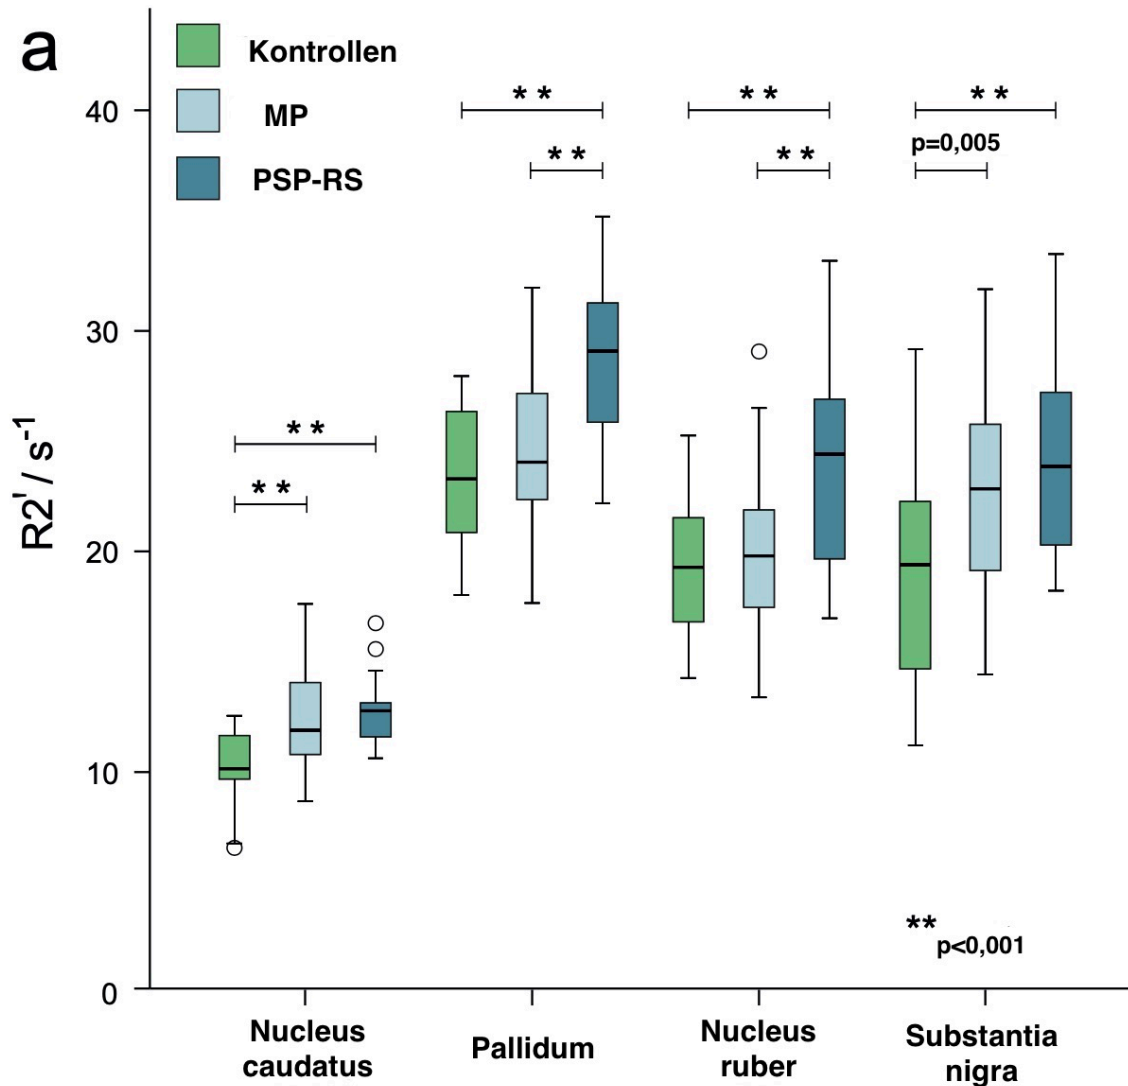 a
Kontrollen
MP
PSP-RS
R2' / s⁻¹
40
30
20
10
0
* *
* *
* *
* *
* *
* *
* *
p=0,005
**
p<0,001
Nucleus
caudatus
Pallidum
Nucleus
ruber
Substantia
nigra